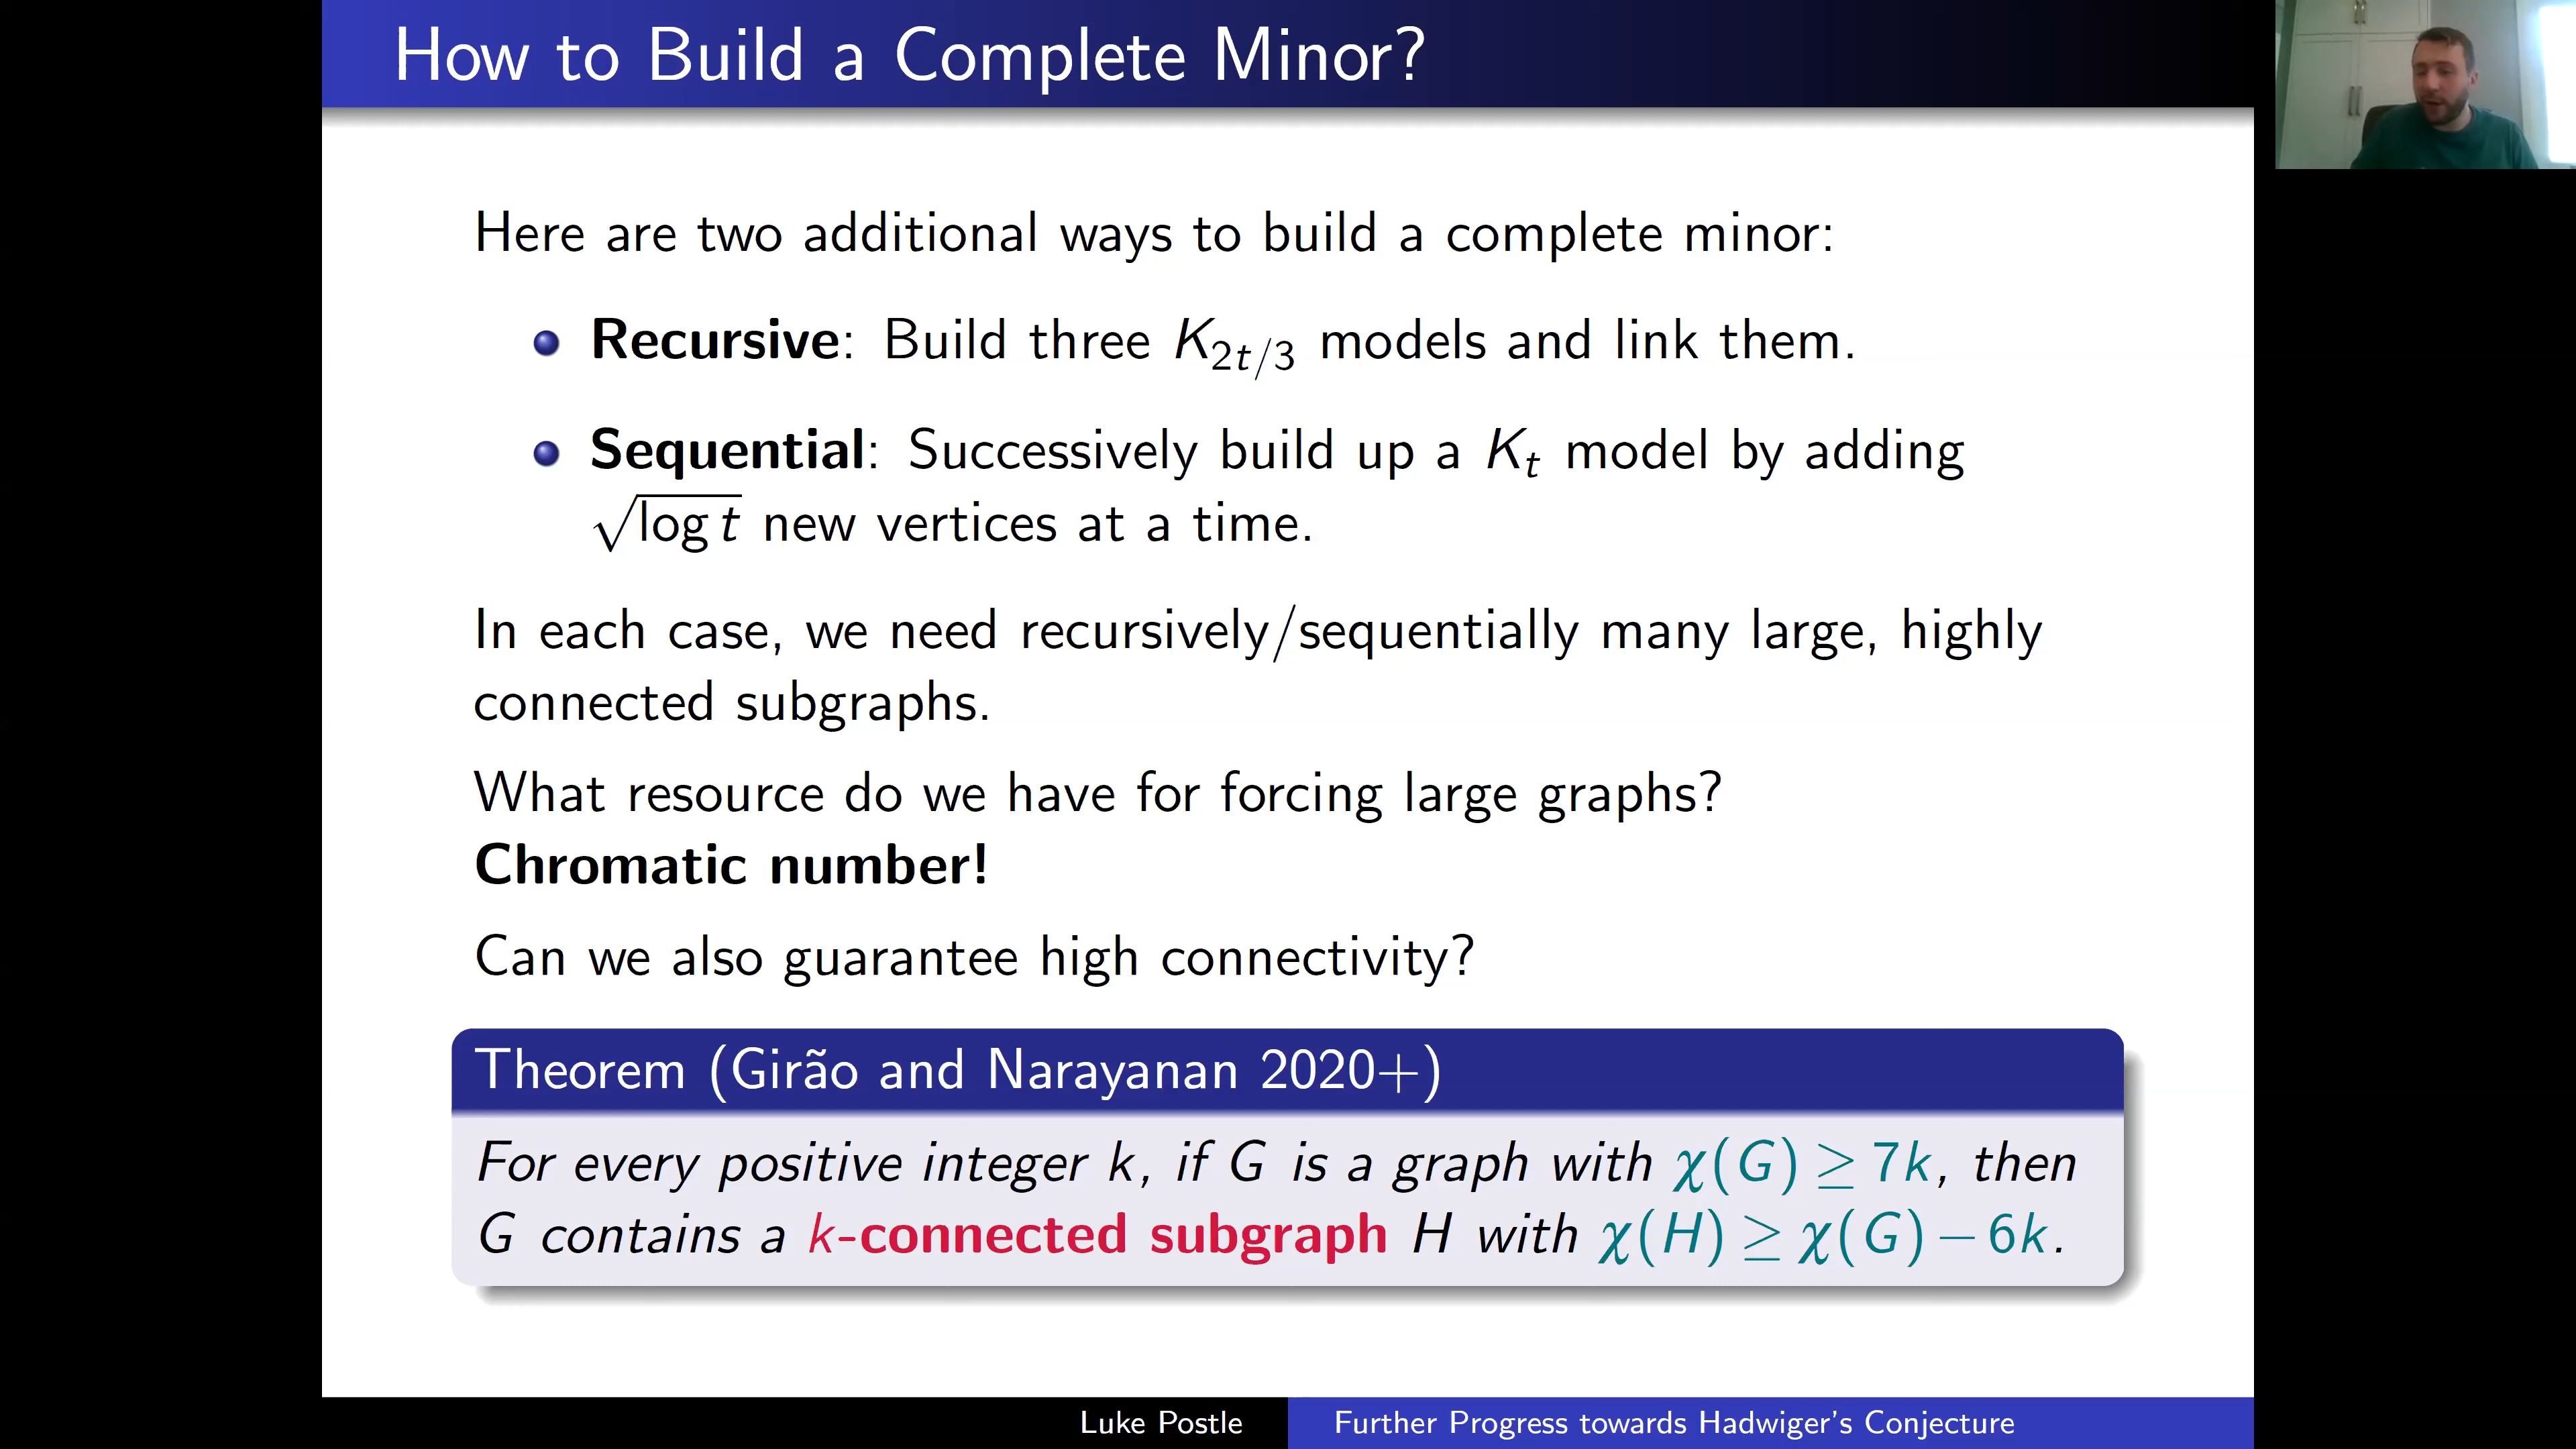 How to Build a Complete Minor?
Here are two additional ways to build a complete minor:
Recursive: Build three K_{2t/3} models and link them.
Sequential: Successively build up a K_t model by adding
√log t new vertices at a time.
In each case, we need recursively/sequentially many large, highly
connected subgraphs.
What resource do we have for forcing large graphs?
Chromatic number!
Can we also guarantee high connectivity?
Theorem (Girão and Narayanan 2020+)
For every positive integer k, if G is a graph with χ(G) ≥ 7k, then
G contains a k-connected subgraph H with χ(H) ≥ χ(G) − 6k.
Luke Postle
Further Progress towards Hadwiger's Conjecture